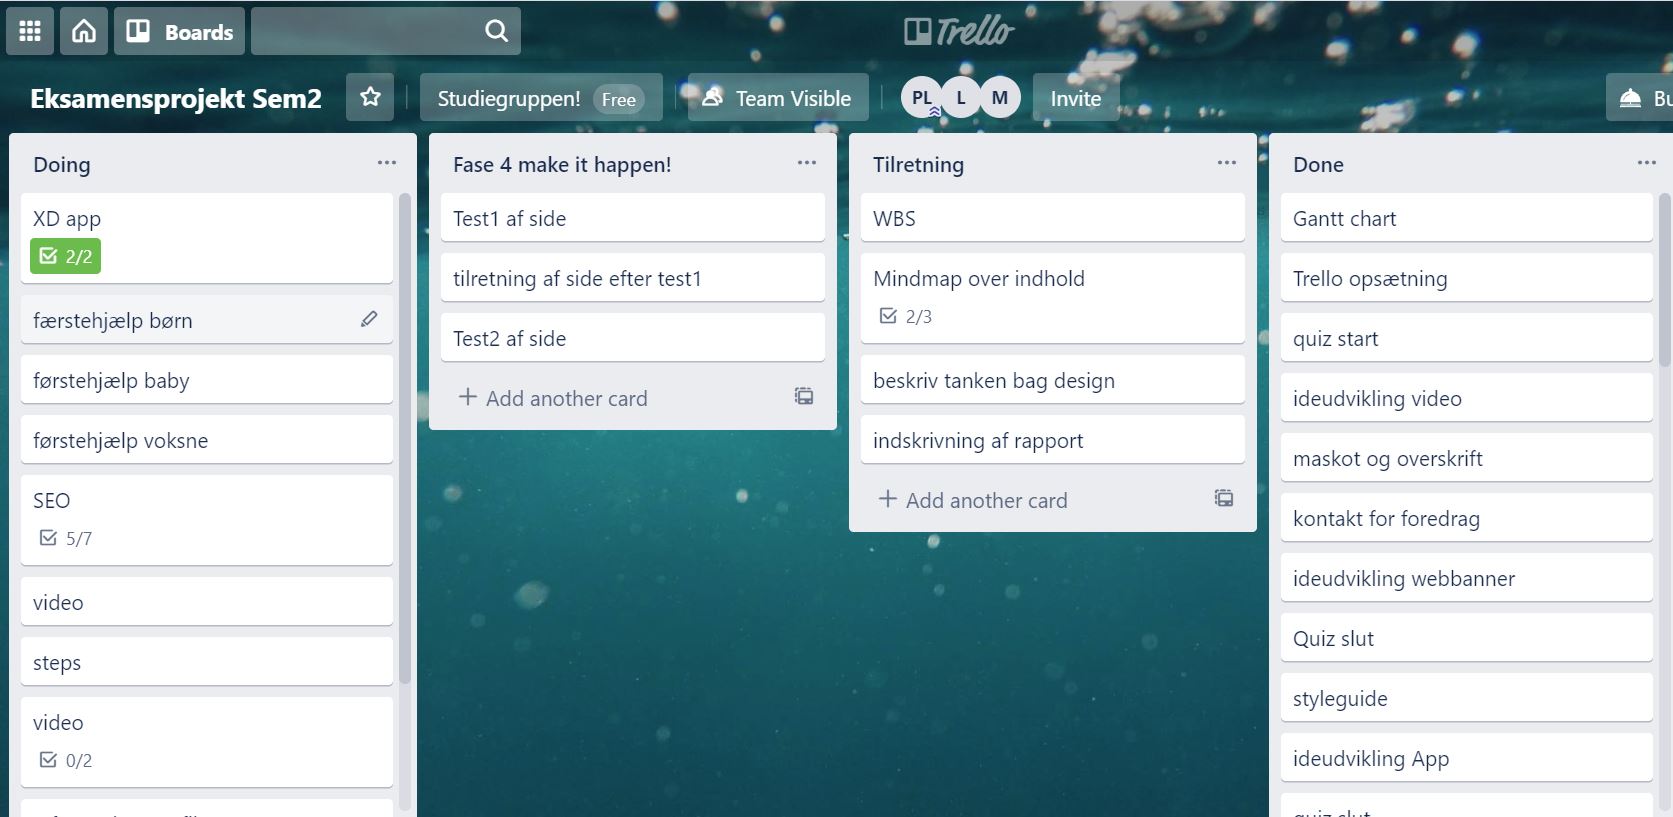 Boards
Trello
Eksamensprojekt Sem2
Studiegruppen! Free
Team Visible
PL L M
Invite
Doing
XD app
2/2
færstehjælp børn
førstehjælp baby
førstehjælp voksne
SEO
5/7
video
steps
video
0/2
Fase 4 make it happen!
Test1 af side
tilretning af side efter test1
Test2 af side
Add another card
Tilretning
WBS
Mindmap over indhold
2/3
beskriv tanken bag design
indskrivning af rapport
Add another card
Done
Gantt chart
Trello opsætning
quiz start
ideudvikling video
maskot og overskrift
kontakt for foredrag
ideudvikling webbanner
Quiz slut
styleguide
ideudvikling App
quiz slut